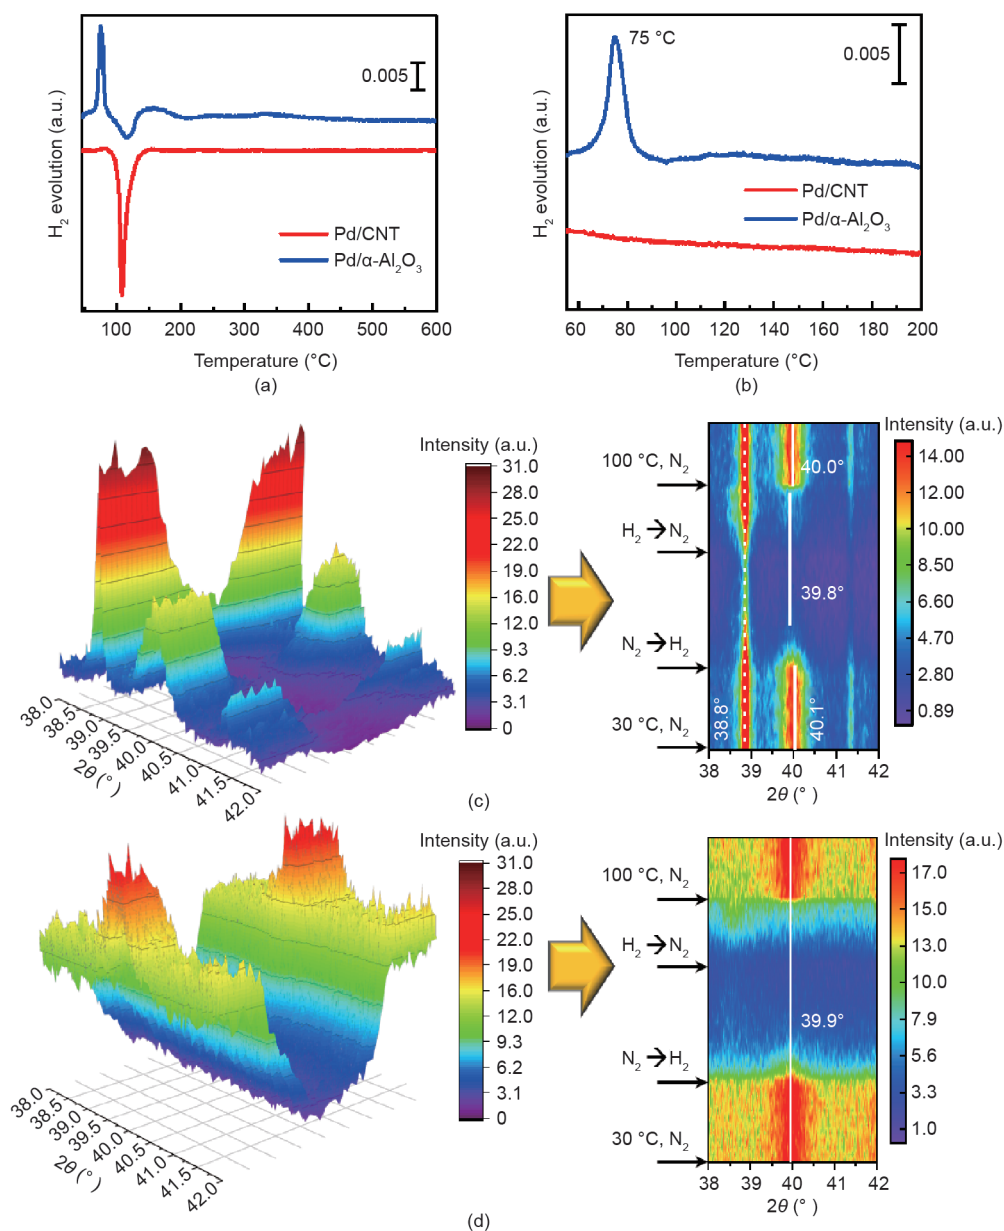 H2 evolution (a.u.)
0.005
Pd/CNT
Pd/α-Al2O3
100 200 300 400 500 600
Temperature (°C)
(a)
H2 evolution (a.u.)
75 °C
0.005
Pd/CNT
Pd/α-Al2O3
60 80 100 120 140 160 180 200
Temperature (°C)
(b)
Intensity (a.u.)
31.0
28.0
25.0
22.0
19.0
16.0
12.0
9.3
6.2
3.1
0
38.0
38.5
39.0
39.5
40.0
40.5
41.0
41.5
42.0
2θ (°)
100 °C, N2
H2 → N2
N2 → H2
30 °C, N2
40.0°
39.8°
38.8°
40.1°
38 39 40 41 42
2θ (°)
Intensity (a.u.)
14.00
12.00
10.00
8.50
6.60
4.70
2.80
0.89
(c)
Intensity (a.u.)
31.0
28.0
25.0
22.0
19.0
16.0
12.0
9.3
6.2
3.1
0
38.0
38.5
39.0
39.5
40.0
40.5
41.0
41.5
42.0
2θ (°)
100 °C, N2
H2 → N2
N2 → H2
30 °C, N2
39.9°
38 39 40 41 42
2θ (°)
Intensity (a.u.)
17.0
15.0
13.0
10.0
7.9
5.6
3.3
1.0
(d)